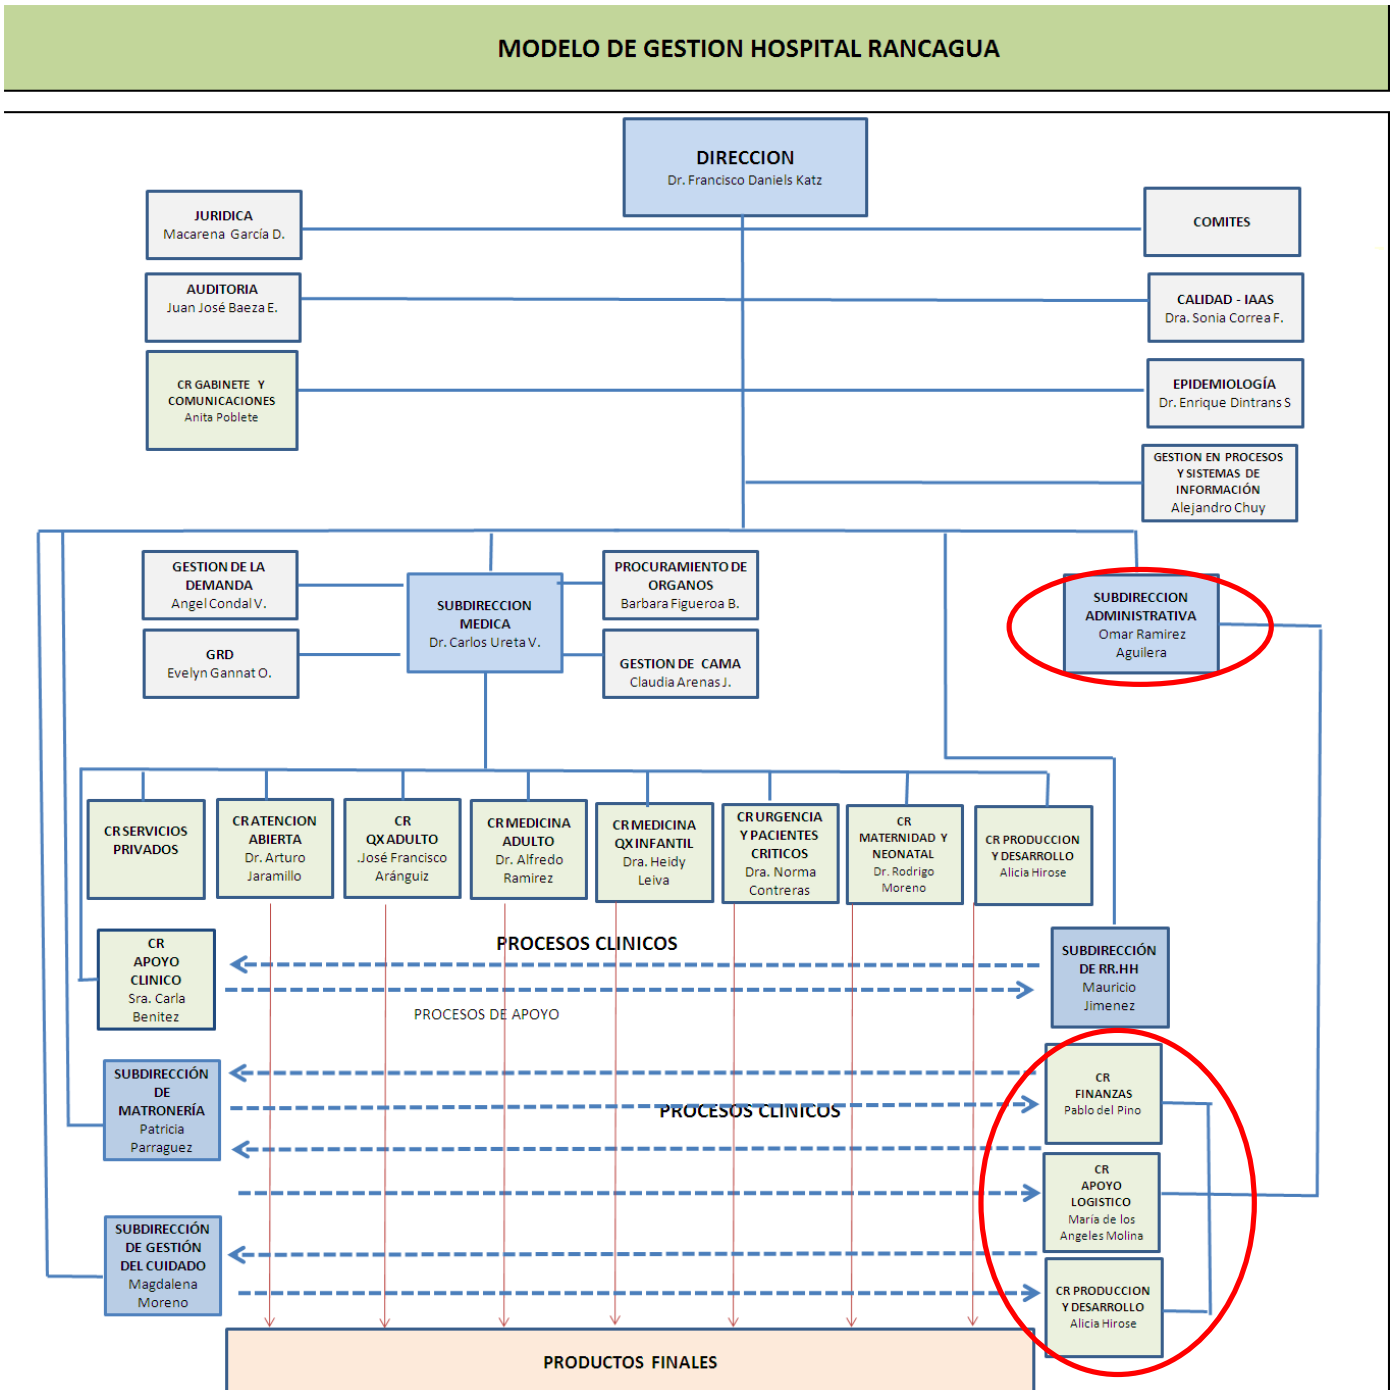 MODELO DE GESTION HOSPITAL RANCAGUA
DIRECCION
Dr. Francisco Daniels Katz
JURIDICA
Macarena García D.
COMITES
AUDITORIA
Juan José Baeza E.
CALIDAD - IAAS
Dra. Sonia Correa F.
CR GABINETE Y
COMUNICACIONES
Anita Poblete
EPIDEMIOLOGÍA
Dr. Enrique Dintrans S
GESTION EN PROCESOS
Y SISTEMAS DE
INFORMACIÓN
Alejandro Chuy
GESTION DE LA
DEMANDA
Angel Condal V.
SUBDIRECCION
MEDICA
Dr. Carlos Ureta V.
PROCURAMIENTO DE
ORGANOS
Barbara Figueroa B.
SUBDIRECCION
ADMINISTRATIVA
Omar Ramirez
Aguilera
GRD
Evelyn Gannat O.
GESTION DE CAMA
Claudia Arenas J.
CR SERVICIOS
PRIVADOS
CR ATENCION
ABIERTA
Dr. Arturo
Jaramillo
CR
QX ADULTO
.José Francisco
Aránguiz
CR MEDICINA
ADULTO
Dr. Alfredo
Ramirez
CR MEDICINA
QX INFANTIL
Dra. Heidy
Leiva
CR URGENCIA
Y PACIENTES
CRITICOS
Dra. Norma
Contreras
CR
MATERNIDAD Y
NEONATAL
Dr. Rodrigo
Moreno
CR PRODUCCION
Y DESARROLLO
Alicia Hirose
CR
APOYO
CLINICO
Sra. Carla
Benitez
PROCESOS CLINICOS
PROCESOS DE APOYO
SUBDIRECCIÓN
DE RR.HH
Mauricio
Jimenez
SUBDIRECCIÓN
DE
MATRONERÍA
Patricia
Parraguez
PROCESOS CLINICOS
CR
FINANZAS
Pablo del Pino
CR
APOYO
LOGISTICO
María de los
Angeles Molina
SUBDIRECCIÓN
DE GESTIÓN
DEL CUIDADO
Magdalena
Moreno
CR PRODUCCION
Y DESARROLLO
Alicia Hirose
PRODUCTOS FINALES